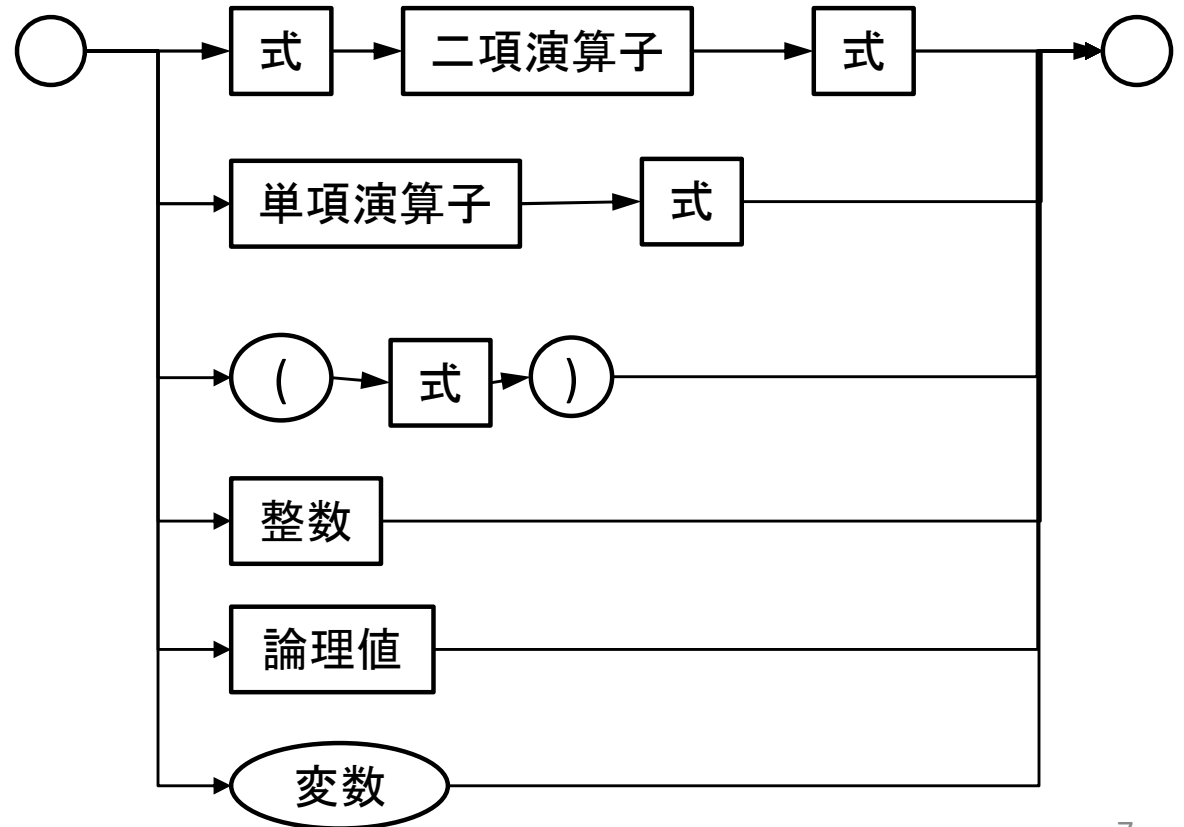 式 二項演算子 式
単項演算子 式
( 式 )
整数
論理値
変数
7